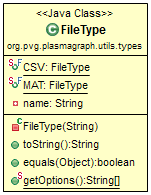 <<Java Class>>
FileType
org.pvg.plasmagraph.utils.types
CSV: FileType
MAT: FileType
name: String
FileType(String)
toString():String
equals(Object):boolean
getOptions():String[]